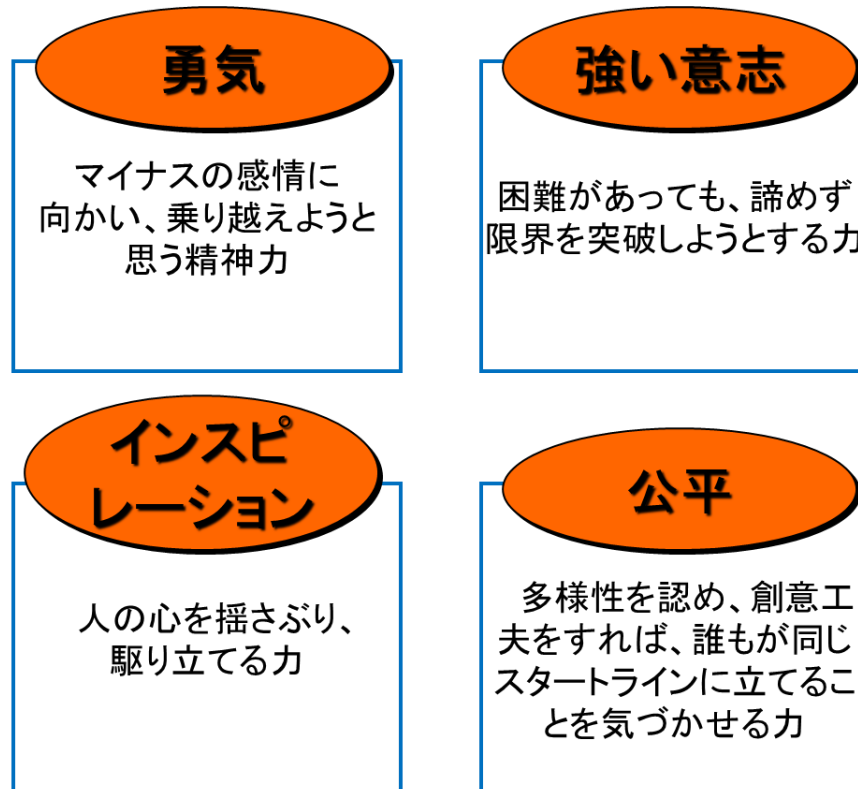 勇気
マイナスの感情に
向かい、乗り越えようと
思う精神力
強い意志
困難があっても、諦めず
限界を突破しようとする力
インスピ
レーション
人の心を揺さぶり、
駆り立てる力
公平
多様性を認め、創意工
夫をすれば、誰もが同じ
スタートラインに立てるこ
とを気づかせる力